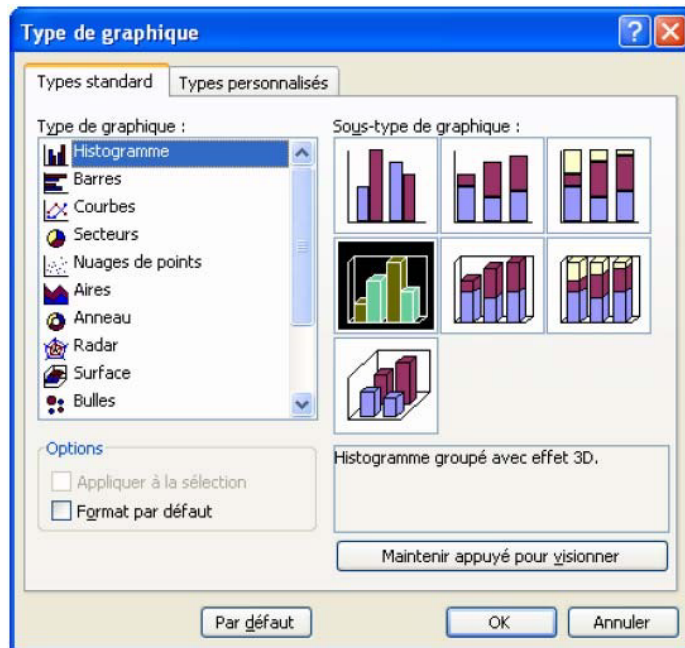 Type de graphique
Types standard
Types personnalisés
Type de graphique :
Histogramme
Barres
Courbes
Secteurs
Nuages de points
Aires
Anneau
Radar
Surface
Bulles
Sous-type de graphique :
Options
Appliquer à la sélection
Format par défaut
Histogramme groupé avec effet 3D.
Maintenir appuyé pour visionner
Par défaut
OK
Annuler